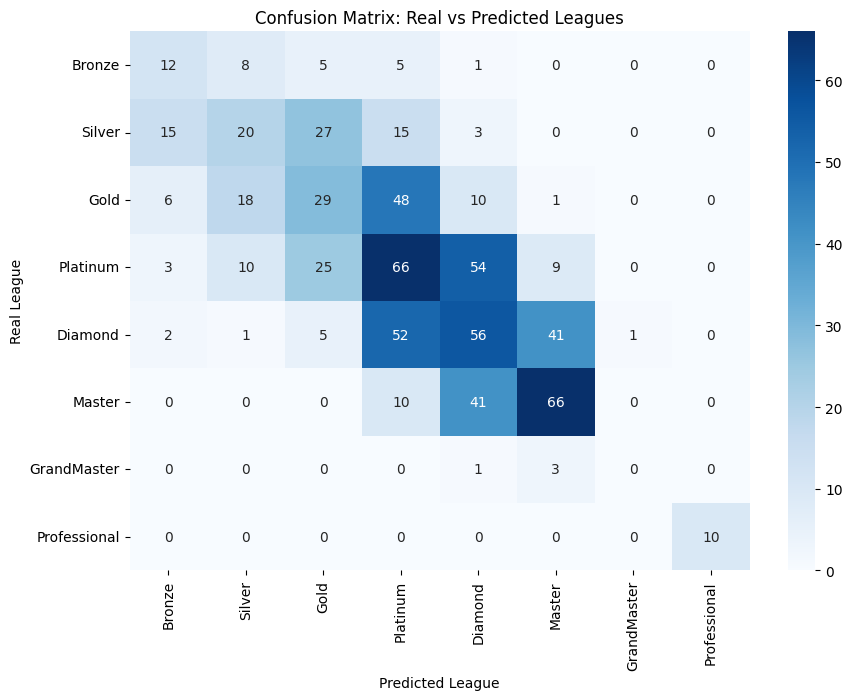 Confusion Matrix: Real vs Predicted Leagues
Real League
Bronze 12 8 5 5 1 0 0 0
Silver 15 20 27 15 3 0 0 0
Gold 6 18 29 48 10 1 0 0
Platinum 3 10 25 66 54 9 0 0
Diamond 2 1 5 52 56 41 1 0
Master 0 0 0 10 41 66 0 0
GrandMaster 0 0 0 0 1 3 0 0
Professional 0 0 0 0 0 0 0 10
Bronze Silver Gold Platinum Diamond Master GrandMaster Professional
Predicted League
60
50
40
30
20
10
0